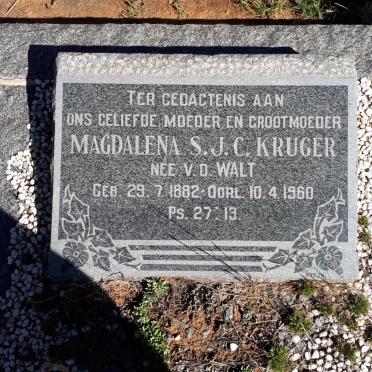 TER GEDACTENIS AAN
ONS GELIEFDE MOEDER EN GROOTMOEDER
MAGDALENA S.J.C. KRUGER
NEE V.D. WALT
GEB. 29.7.1882-OORL. 10.4.1960
PS. 27:13.